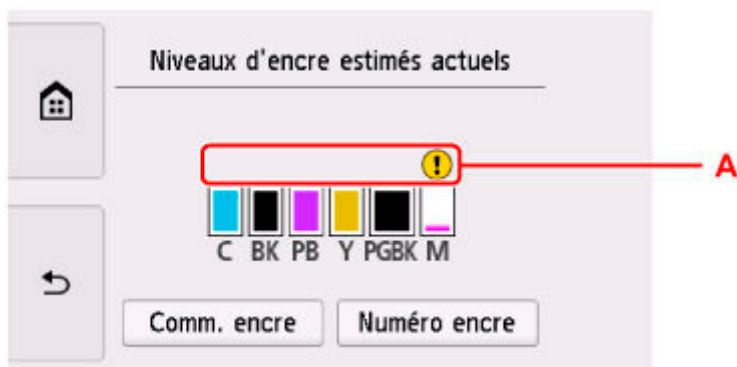 Niveaux d'encre estimés actuels
!
A
C BK PB Y PGBK M
Comm. encre Numéro encre